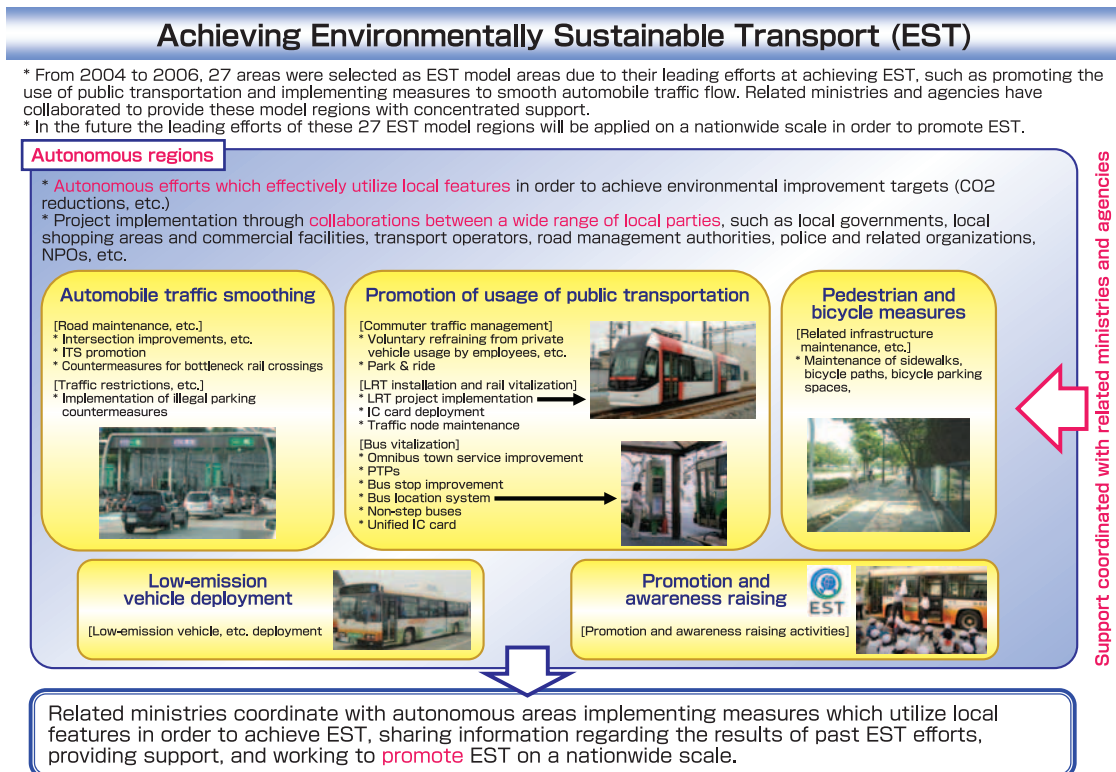 Achieving Environmentally Sustainable Transport (EST)
* From 2004 to 2006, 27 areas were selected as EST model areas due to their leading efforts at achieving EST, such as promoting the
use of public transportation and implementing measures to smooth automobile traffic flow. Related ministries and agencies have
collaborated to provide these model regions with concentrated support.
* In the future the leading efforts of these 27 EST model regions will be applied on a nationwide scale in order to promote EST.
Autonomous regions
* Autonomous efforts which effectively utilize local features in order to achieve environmental improvement targets (CO2
reductions, etc.)
* Project implementation through collaborations between a wide range of local parties, such as local governments, local
shopping areas and commercial facilities, transport operators, road management authorities, police and related organizations,
NPOs, etc.
Automobile traffic smoothing
[Road maintenance, etc.]
* Intersection improvements, etc.
* ITS promotion
* Countermeasures for bottleneck rail crossings
[Traffic restrictions, etc.]
* Implementation of illegal parking
countermeasures
Promotion of usage of public transportation
[Commuter traffic management]
* Voluntary refraining from private
vehicle usage by employees, etc.
* Park & ride
[LRT installation and rail vitalization]
* LRT project implementation
* IC card deployment
* Traffic node maintenance
[Bus vitalization]
* Omnibus town service improvement
* PTPs
* Bus stop improvement
* Bus location system
* Non-step buses
* Unified IC card
Pedestrian and
bicycle measures
[Related infrastructure
maintenance, etc.]
* Maintenance of sidewalks,
bicycle paths, bicycle parking
spaces,
Low-emission
vehicle deployment
[Low-emission vehicle, etc. deployment
Promotion and
awareness raising
EST
[Promotion and awareness raising activities]
Support coordinated with related ministries and agencies
Related ministries coordinate with autonomous areas implementing measures which utilize local
features in order to achieve EST, sharing information regarding the results of past EST efforts,
providing support, and working to promote EST on a nationwide scale.